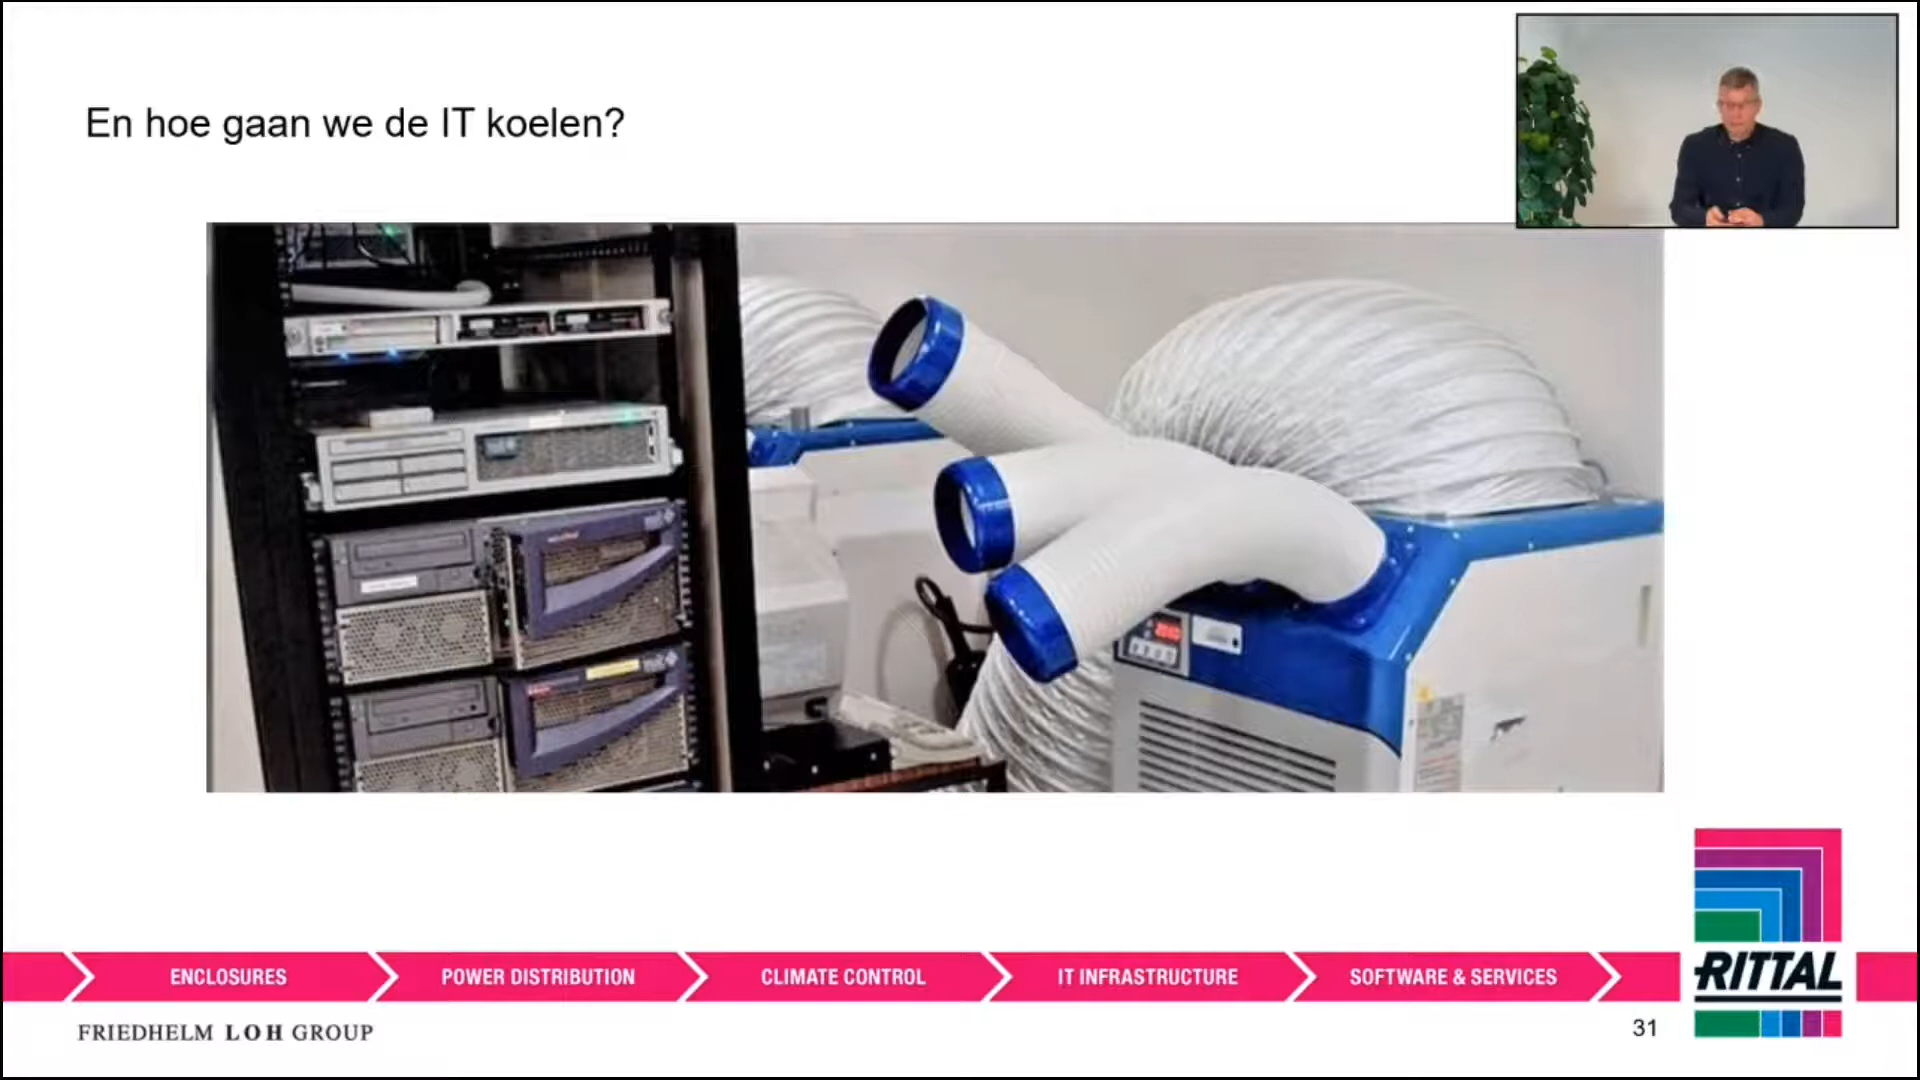 En hoe gaan we de IT koelen?
ENCLOSURES
POWER DISTRIBUTION
CLIMATE CONTROL
IT INFRASTRUCTURE
SOFTWARE & SERVICES
RITTAL
FRIEDHELM LOH GROUP
31